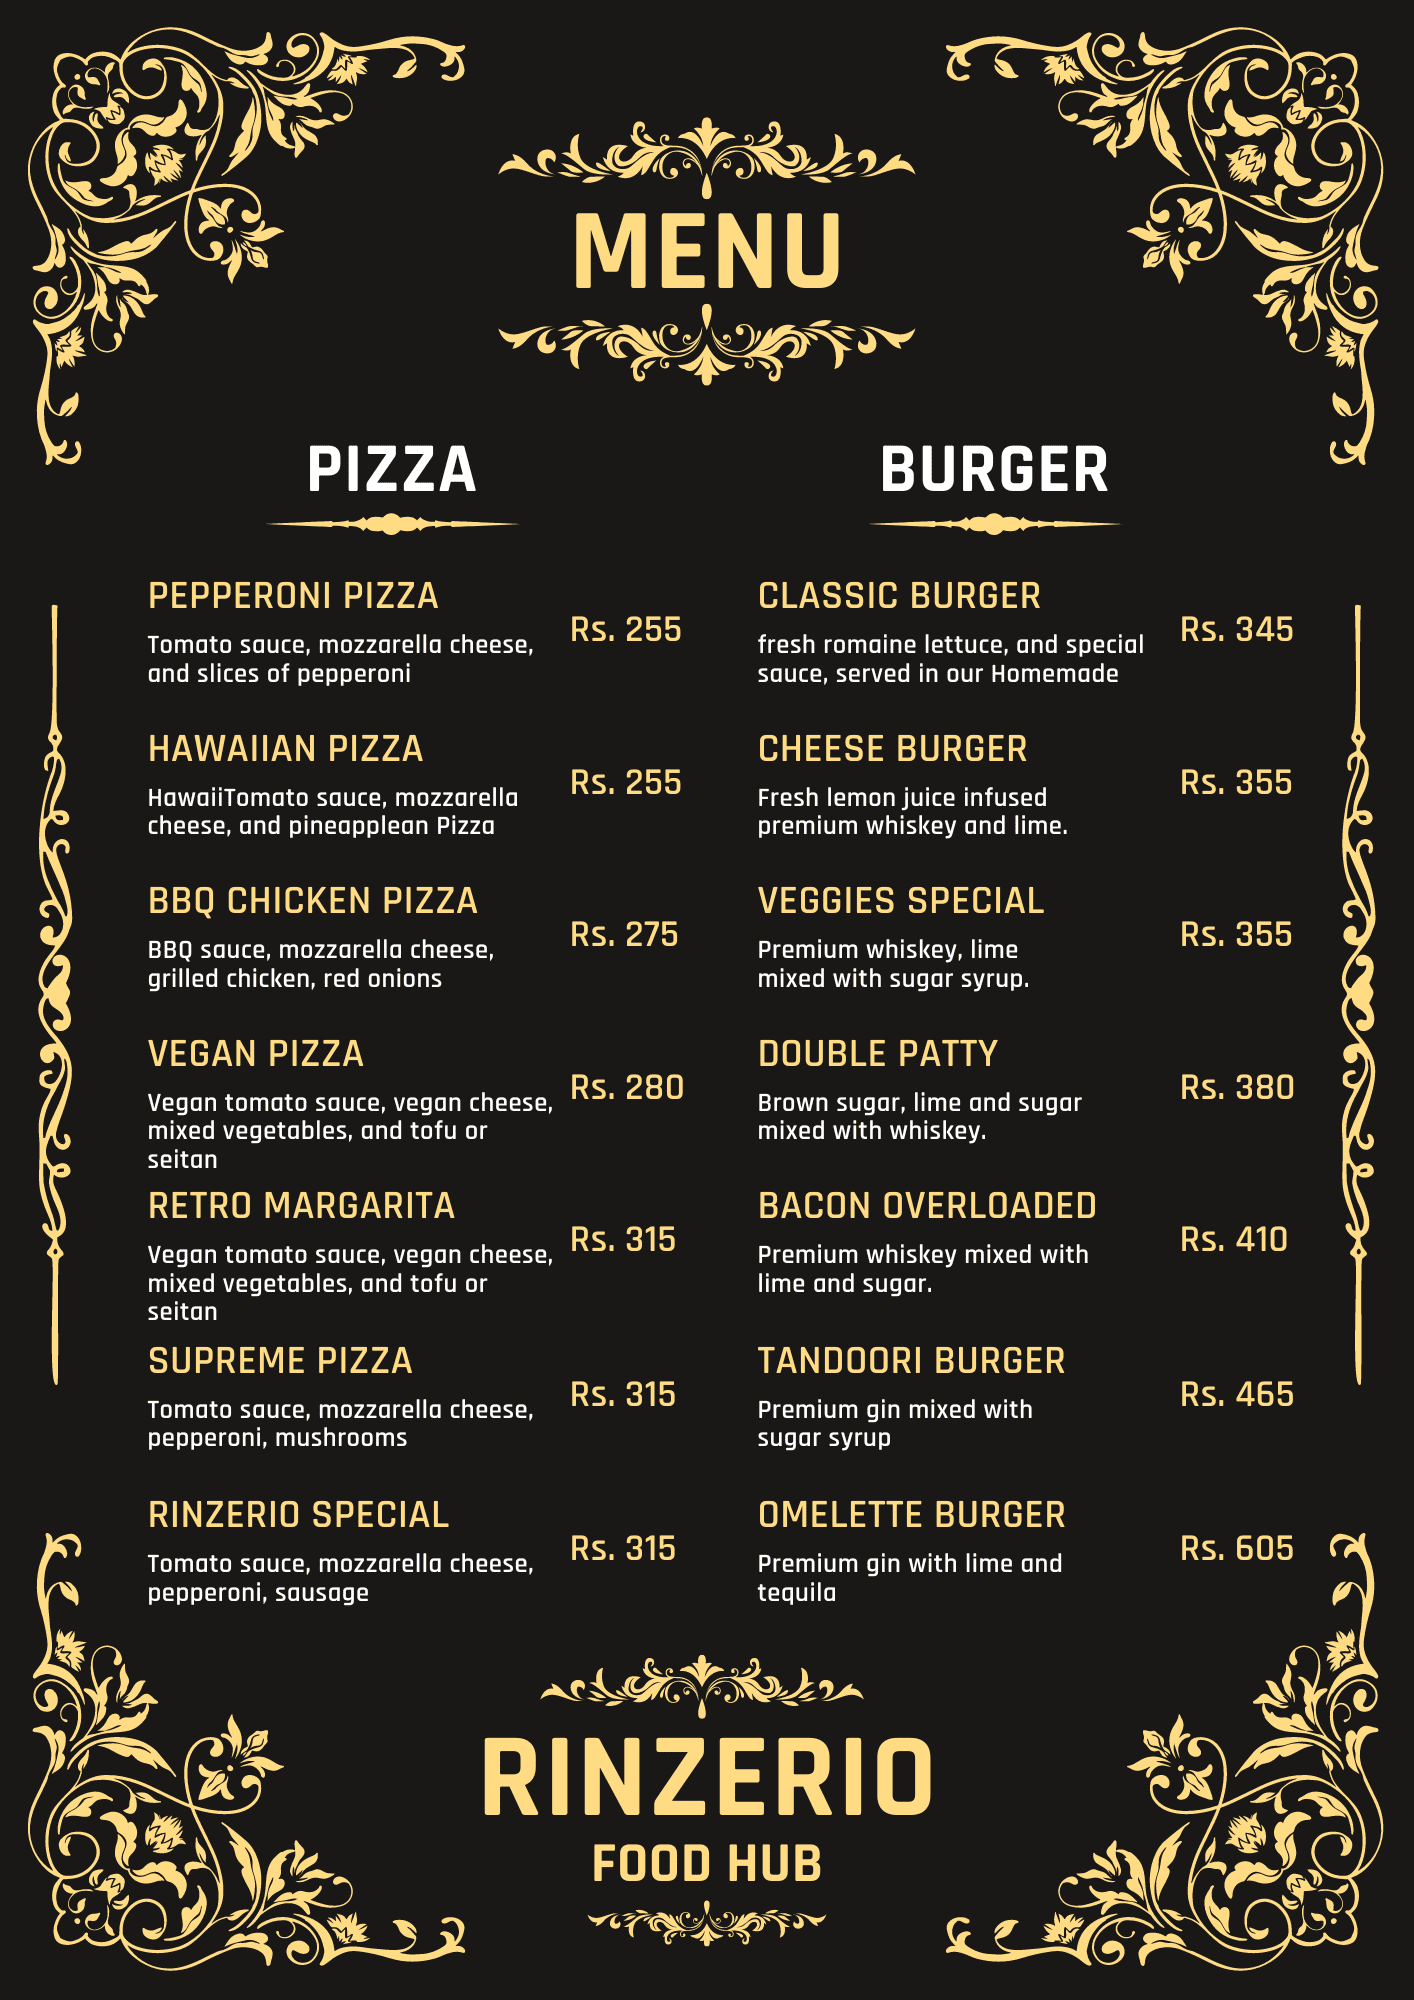 MENU
PIZZA
PEPPERONI PIZZA
Tomato sauce, mozzarella cheese,
and slices of pepperoni
Rs. 255
HAWAIIAN PIZZA
HawaiiTomato sauce, mozzarella
cheese, and pineapplean Pizza
Rs. 255
BBQ CHICKEN PIZZA
BBQ sauce, mozzarella cheese,
grilled chicken, red onions
Rs. 275
VEGAN PIZZA
Vegan tomato sauce, vegan cheese,
mixed vegetables, and tofu or
seitan
Rs. 280
RETRO MARGARITA
Vegan tomato sauce, vegan cheese,
mixed vegetables, and tofu or
seitan
Rs. 315
SUPREME PIZZA
Tomato sauce, mozzarella cheese,
pepperoni, mushrooms
Rs. 315
RINZERIO SPECIAL
Tomato sauce, mozzarella cheese,
pepperoni, sausage
Rs. 315
BURGER
CLASSIC BURGER
fresh romaine lettuce, and special
sauce, served in our Homemade
Rs. 345
CHEESE BURGER
Fresh lemon juice infused
premium whiskey and lime.
Rs. 355
VEGGIES SPECIAL
Premium whiskey, lime
mixed with sugar syrup.
Rs. 355
DOUBLE PATTY
Brown sugar, lime and sugar
mixed with whiskey.
Rs. 380
BACON OVERLOADED
Premium whiskey mixed with
lime and sugar.
Rs. 410
TANDOORI BURGER
Premium gin mixed with
sugar syrup
Rs. 465
OMELETTE BURGER
Premium gin with lime and
tequila
Rs. 605
RINZERIO
FOOD HUB